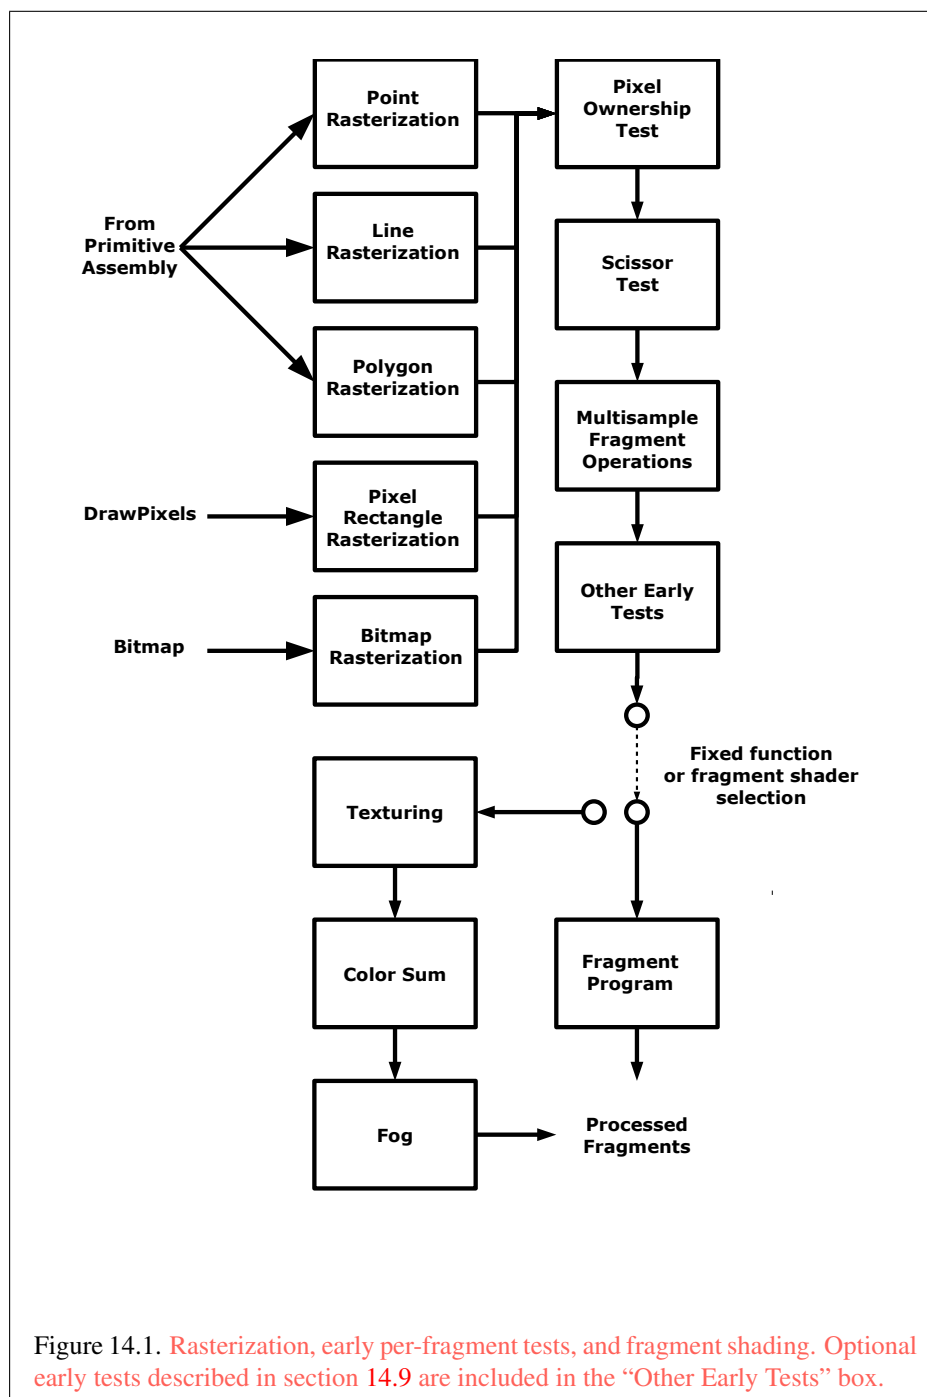 Point
Rasterization
Pixel
Ownership
Test
From
Primitive
Assembly
Line
Rasterization
Scissor
Test
Polygon
Rasterization
Multisample
Fragment
Operations
DrawPixels
Pixel
Rectangle
Rasterization
Other Early
Tests
Bitmap
Bitmap
Rasterization
Fixed function
or fragment shader
selection
Texturing
Color Sum
Fragment
Program
Fog
Processed
Fragments
Figure 14.1. Rasterization, early per-fragment tests, and fragment shading. Optional
early tests described in section 14.9 are included in the “Other Early Tests” box.